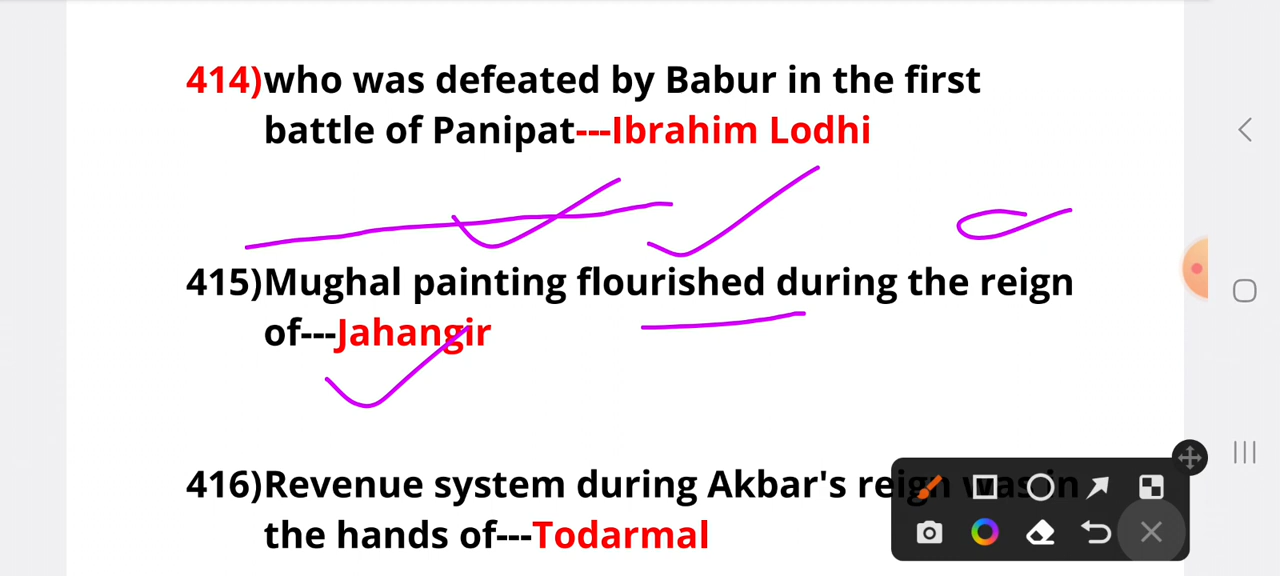 414)who was defeated by Babur in the first
battle of Panipat---Ibrahim Lodhi
415)Mughal painting flourished during the reign
of---Jahangir
416)Revenue system during Akbar's reign was in
the hands of---Todarmal